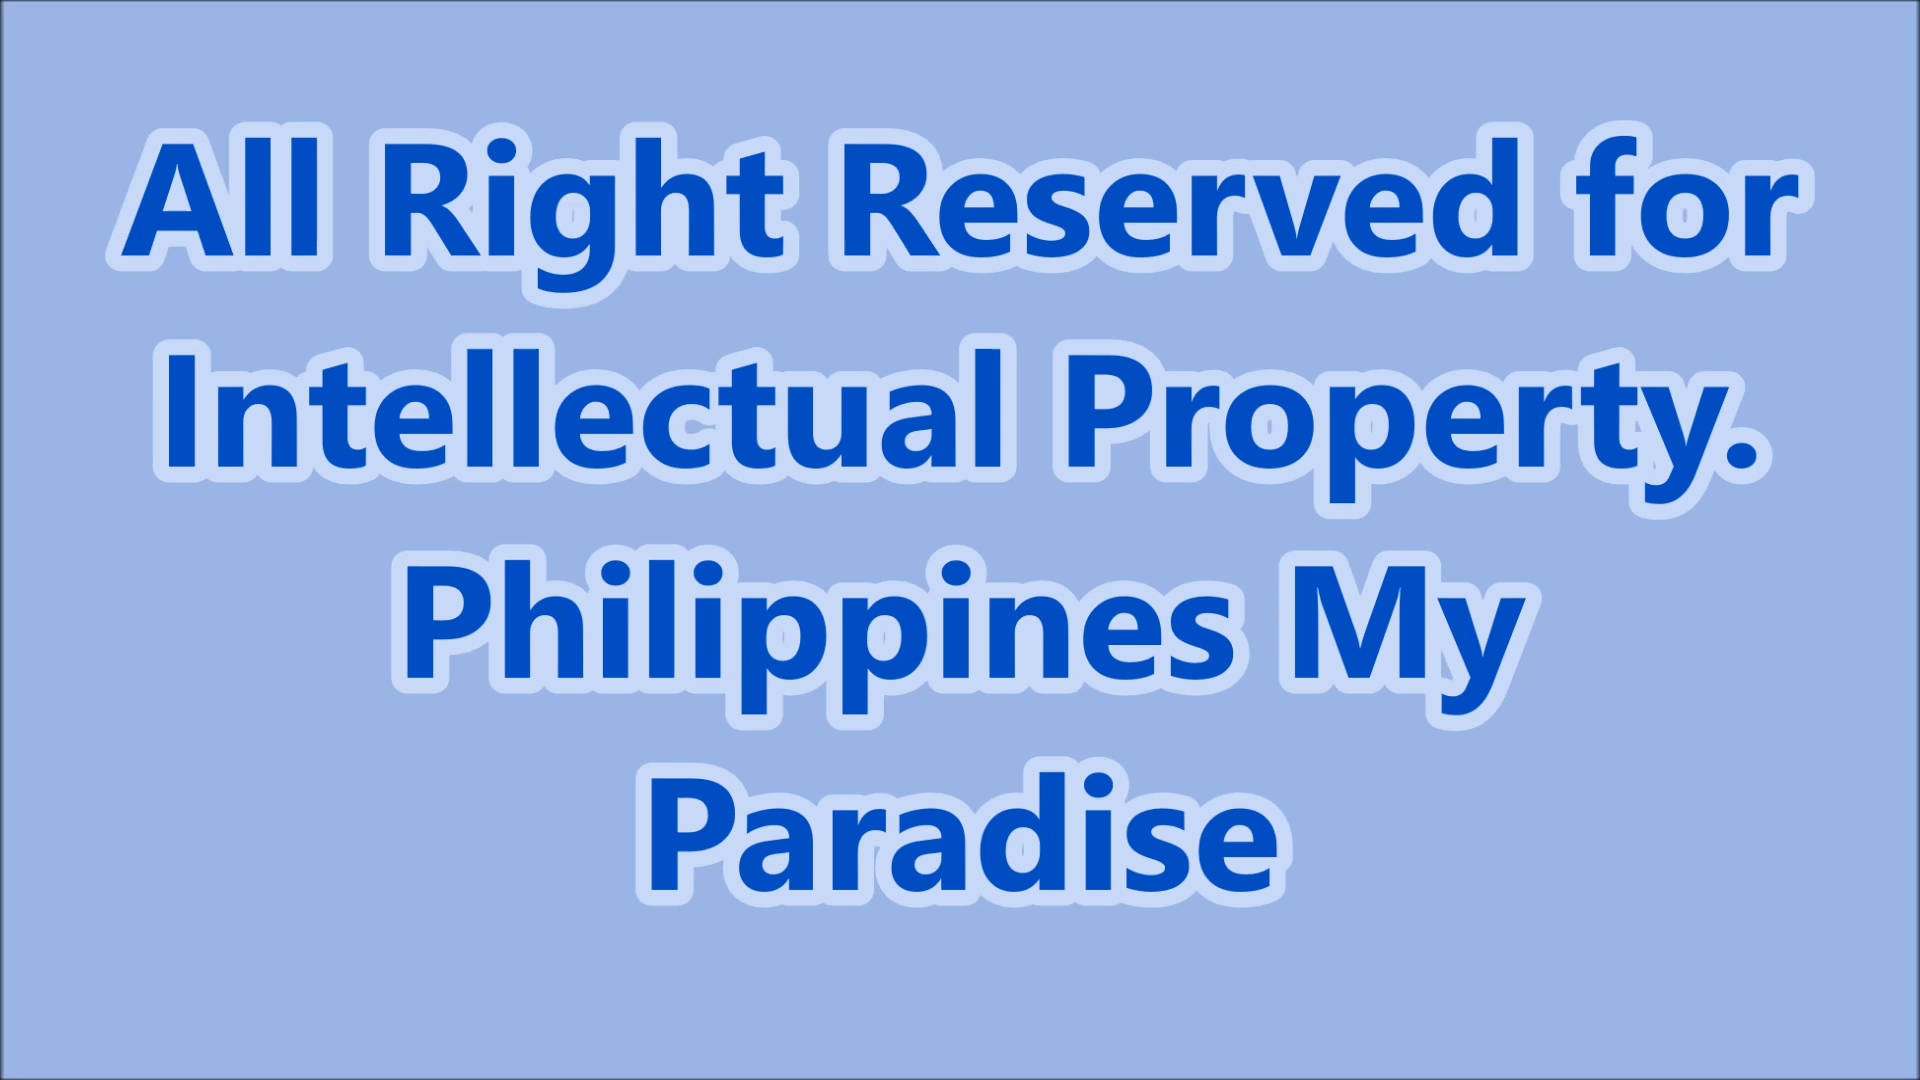 All Right Reserved for
Intellectual Property.
Philippines My
Paradise